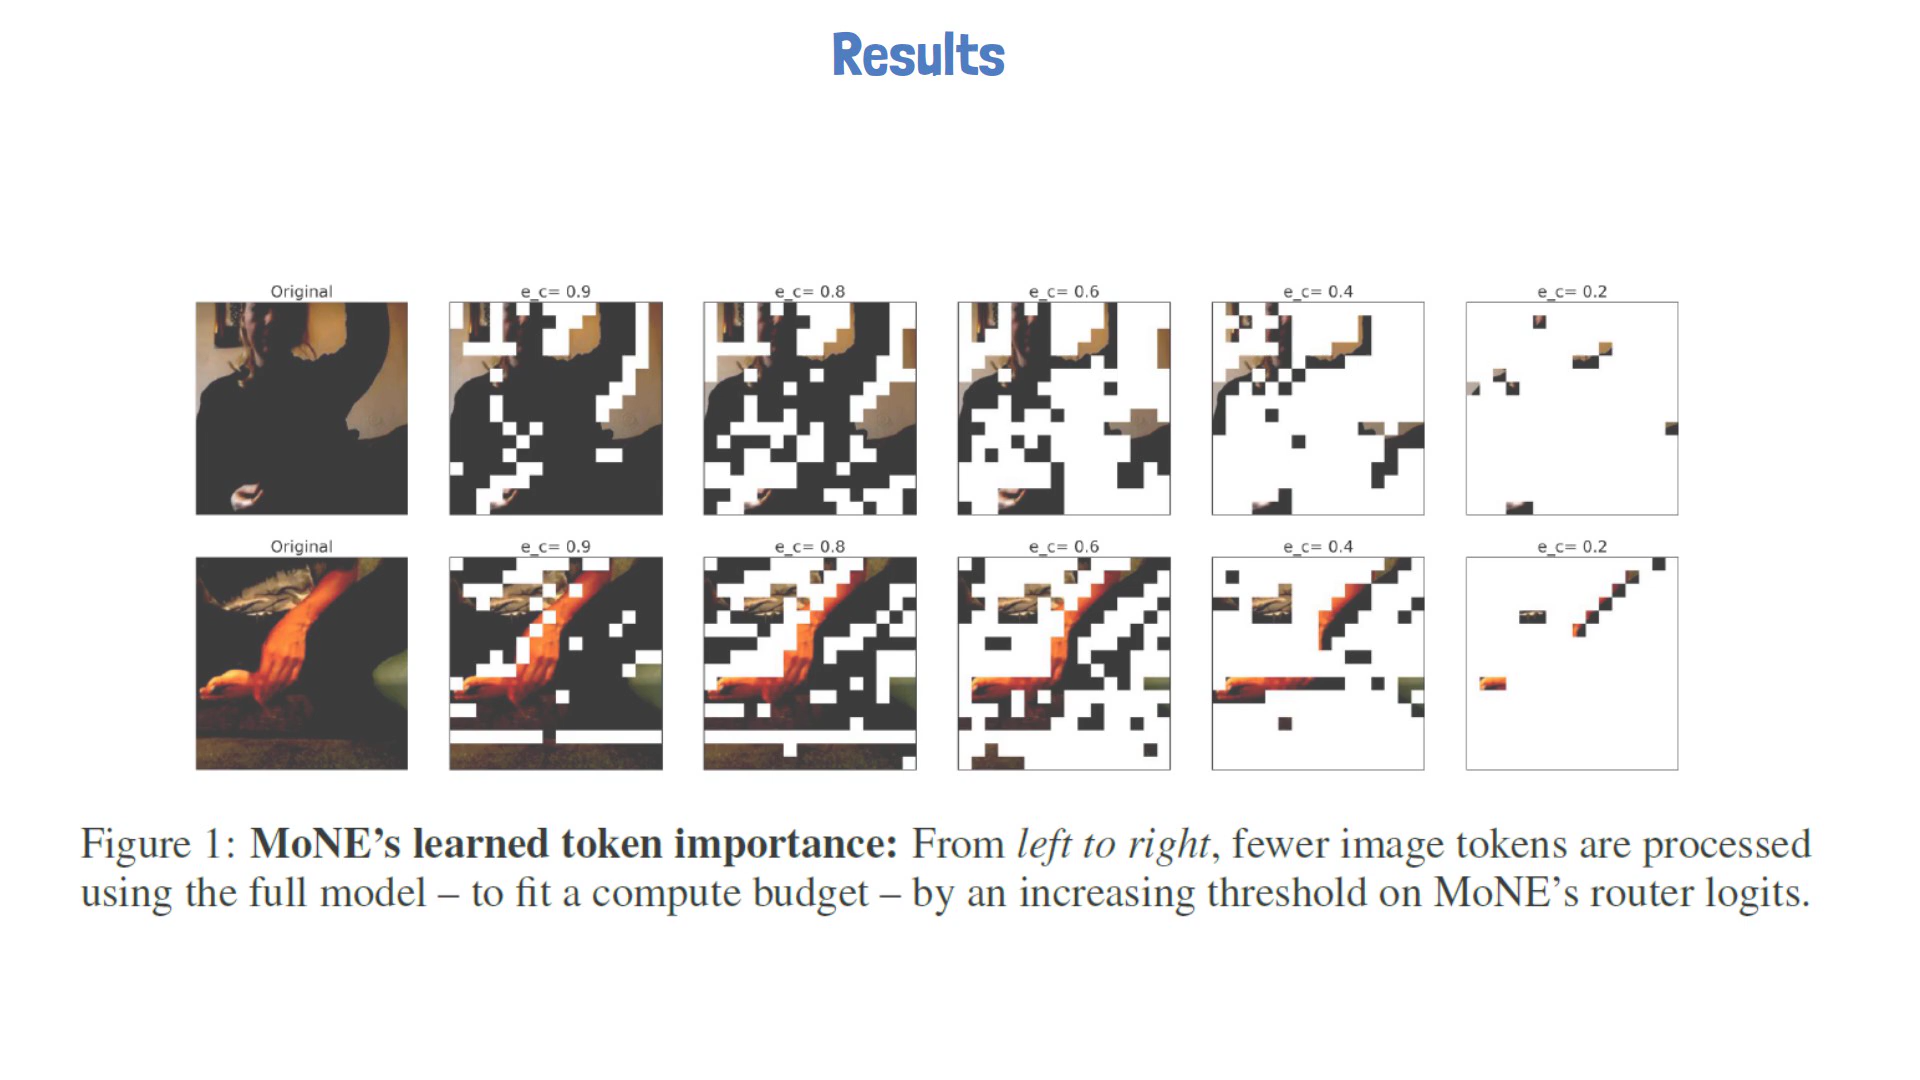 Results
Original e_c= 0.9 e_c= 0.8 e_c= 0.6 e_c= 0.4 e_c= 0.2
Original e_c= 0.9 e_c= 0.8 e_c= 0.6 e_c= 0.4 e_c= 0.2
Figure 1: MoNE’s learned token importance: From left to right, fewer image tokens are processed
using the full model – to fit a compute budget – by an increasing threshold on MoNE’s router logits.